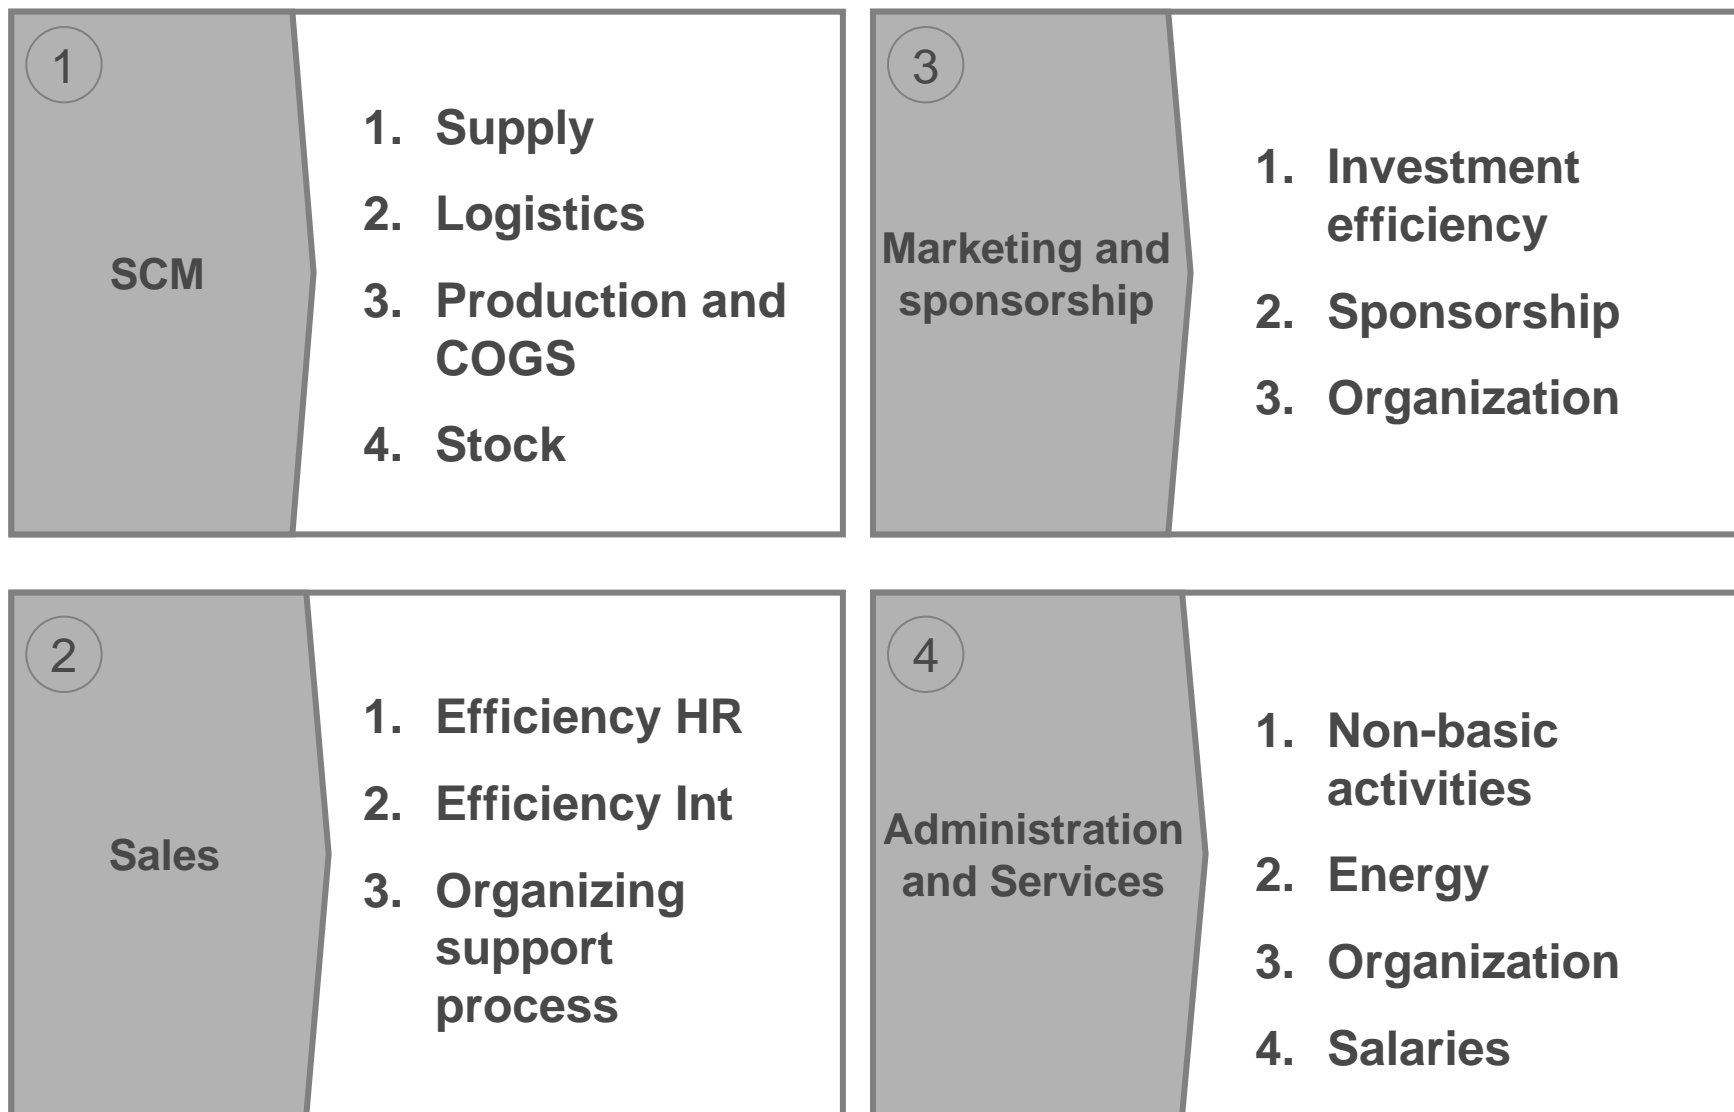 1
SCM
1. Supply
2. Logistics
3. Production and
COGS
4. Stock
2
Sales
1. Efficiency HR
2. Efficiency Int
3. Organizing
support
process
3
Marketing and
sponsorship
1. Investment
efficiency
2. Sponsorship
3. Organization
4
Administration
and Services
1. Non-basic
activities
2. Energy
3. Organization
4. Salaries